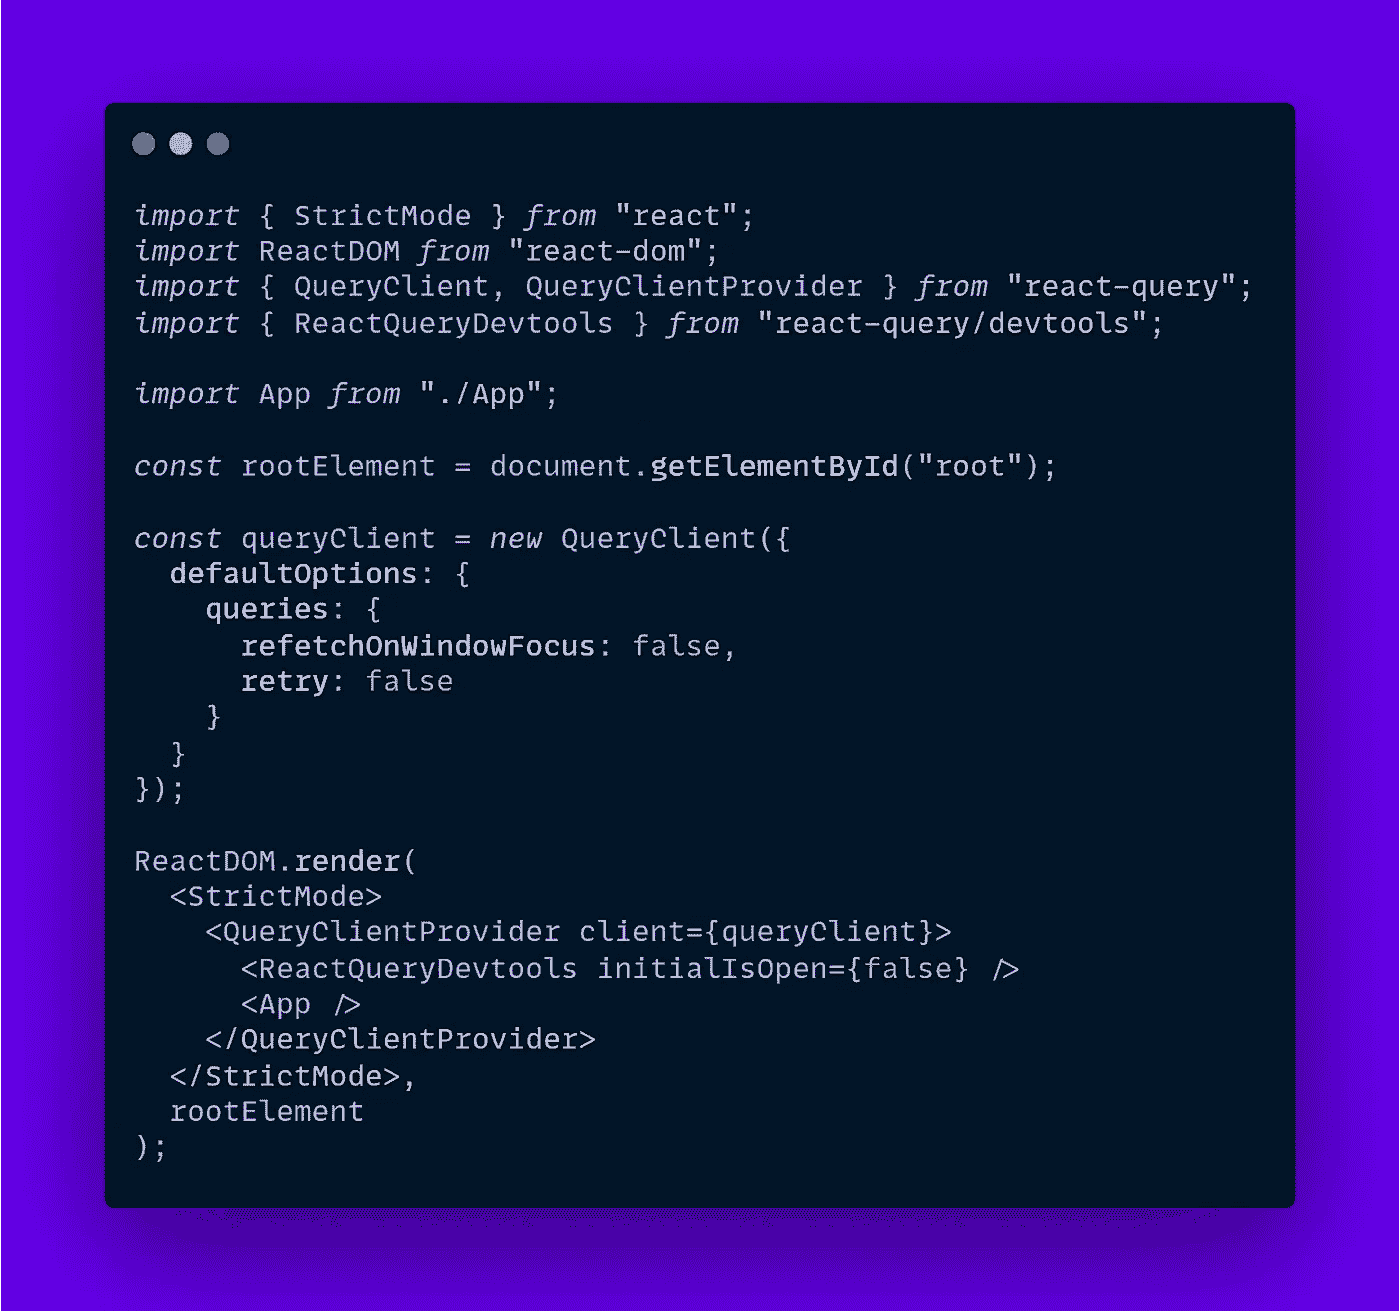 import { StrictMode } from "react";
import ReactDOM from "react-dom";
import { QueryClient, QueryClientProvider } from "react-query";
import { ReactQueryDevtools } from "react-query/devtools";

import App from "./App";

const rootElement = document.getElementById("root");

const queryClient = new QueryClient({
  defaultOptions: {
    queries: {
      refetchOnWindowFocus: false,
      retry: false
    }
  }
});

ReactDOM.render(
  <StrictMode>
    <QueryClientProvider client={queryClient}>
      <ReactQueryDevtools initialIsOpen={false} />
      <App />
    </QueryClientProvider>
  </StrictMode>,
  rootElement
);